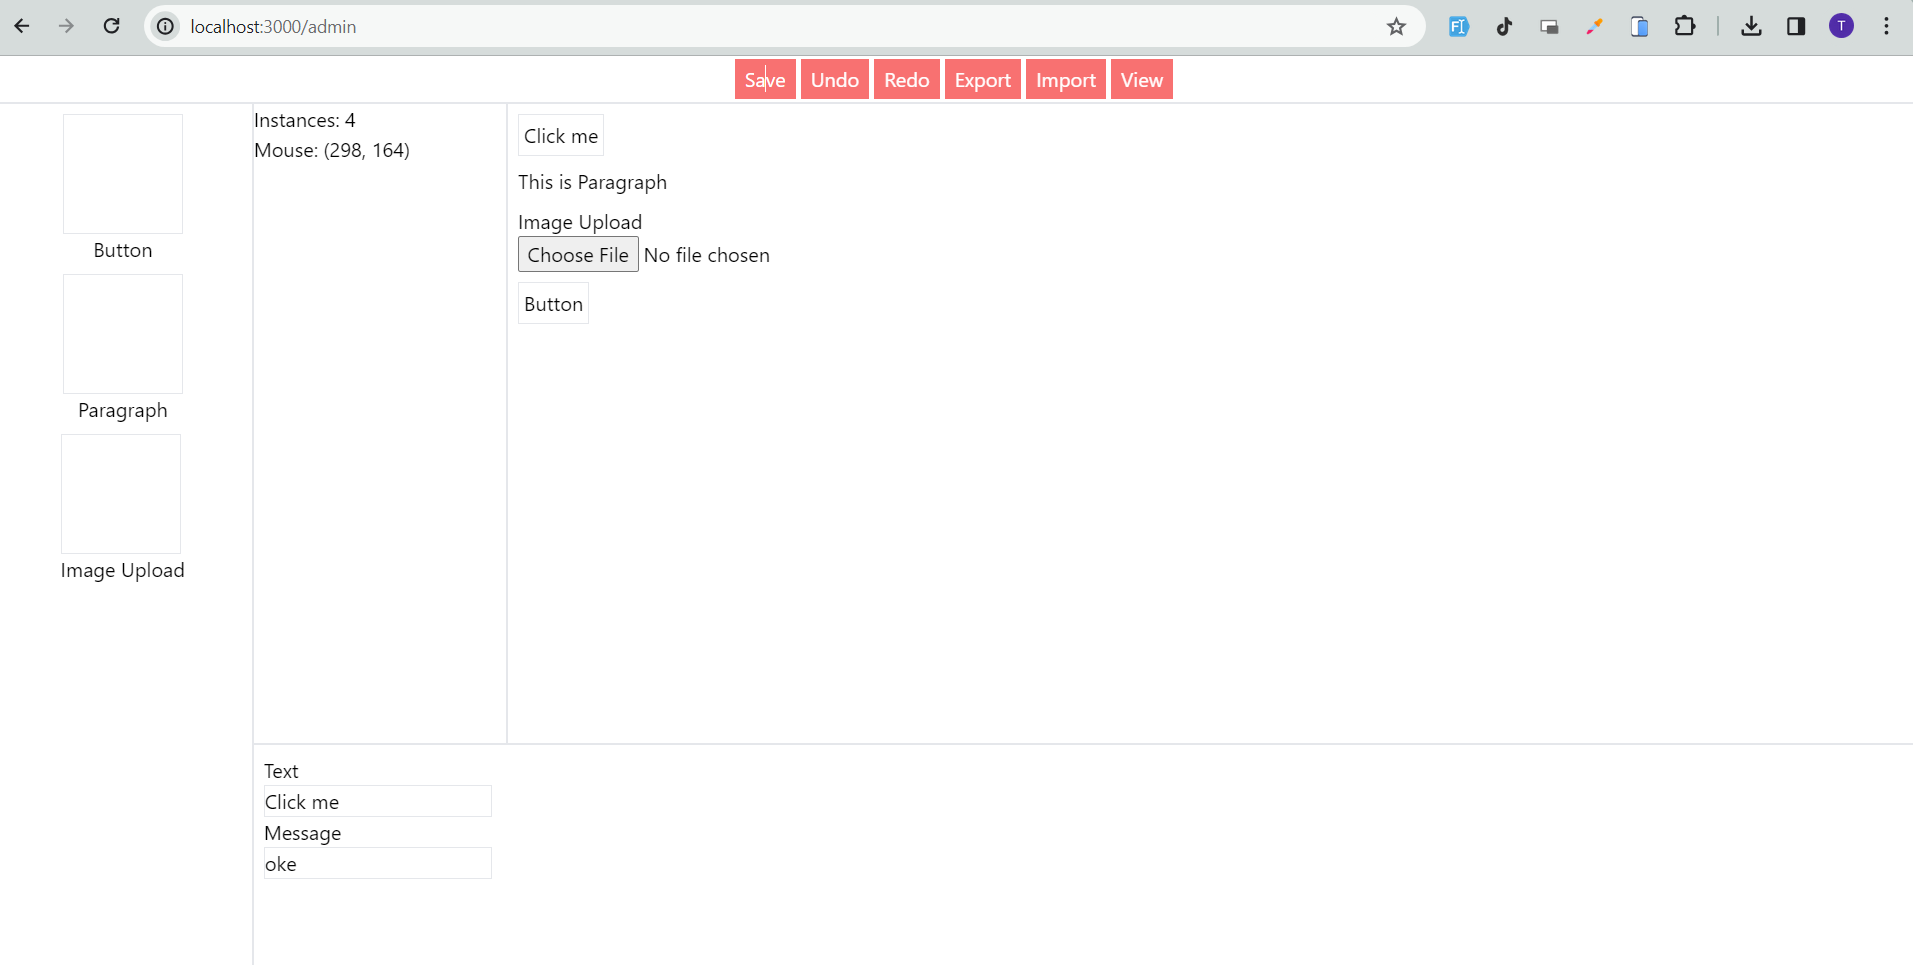 localhost:3000/admin
T
Save Undo Redo Export Import View
Button
Paragraph
Image Upload
Instances: 4
Mouse: (298, 164)
Click me
This is Paragraph
Image Upload
Choose File No file chosen
Button
Text
Click me
Message
oke